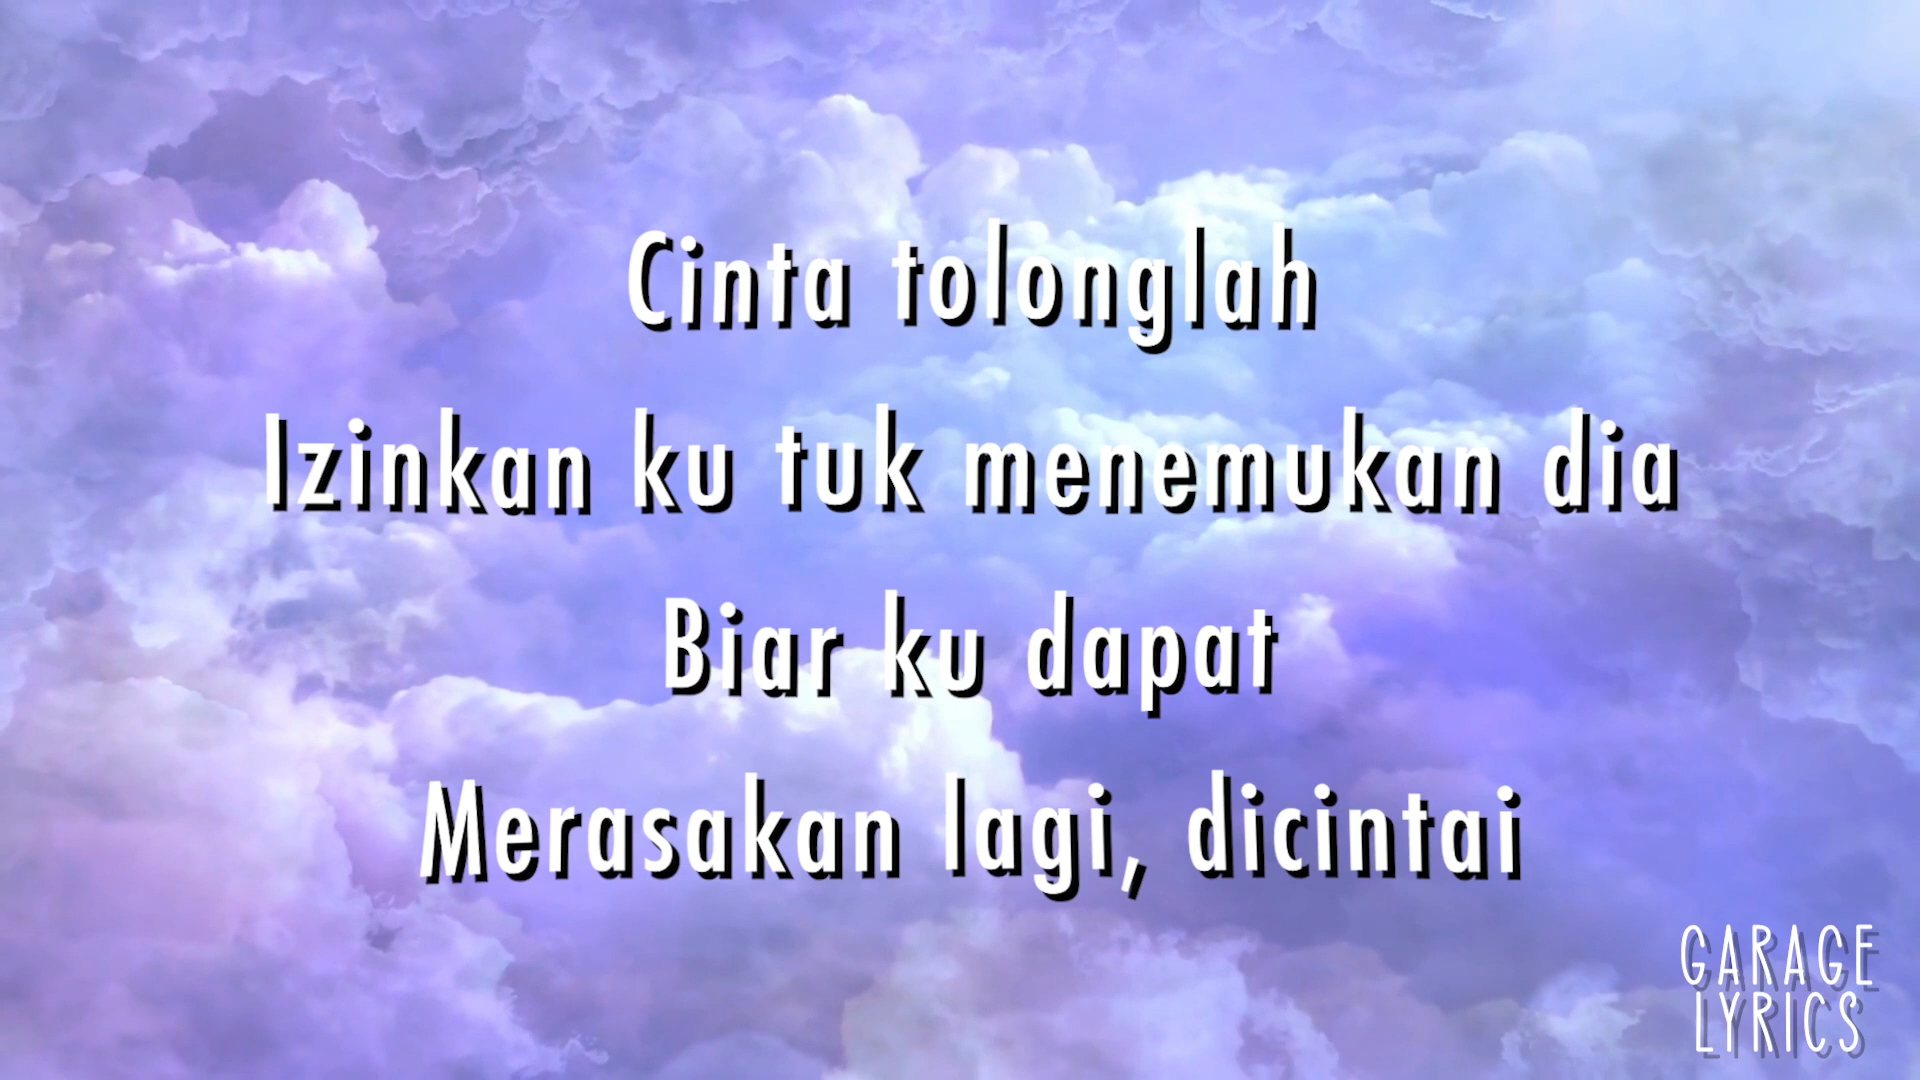 Cinta tolonglah
Izinkan ku tuk menemukan dia
Biar ku dapat
Merasakan lagi, dicintai
GARAGE
LYRICS